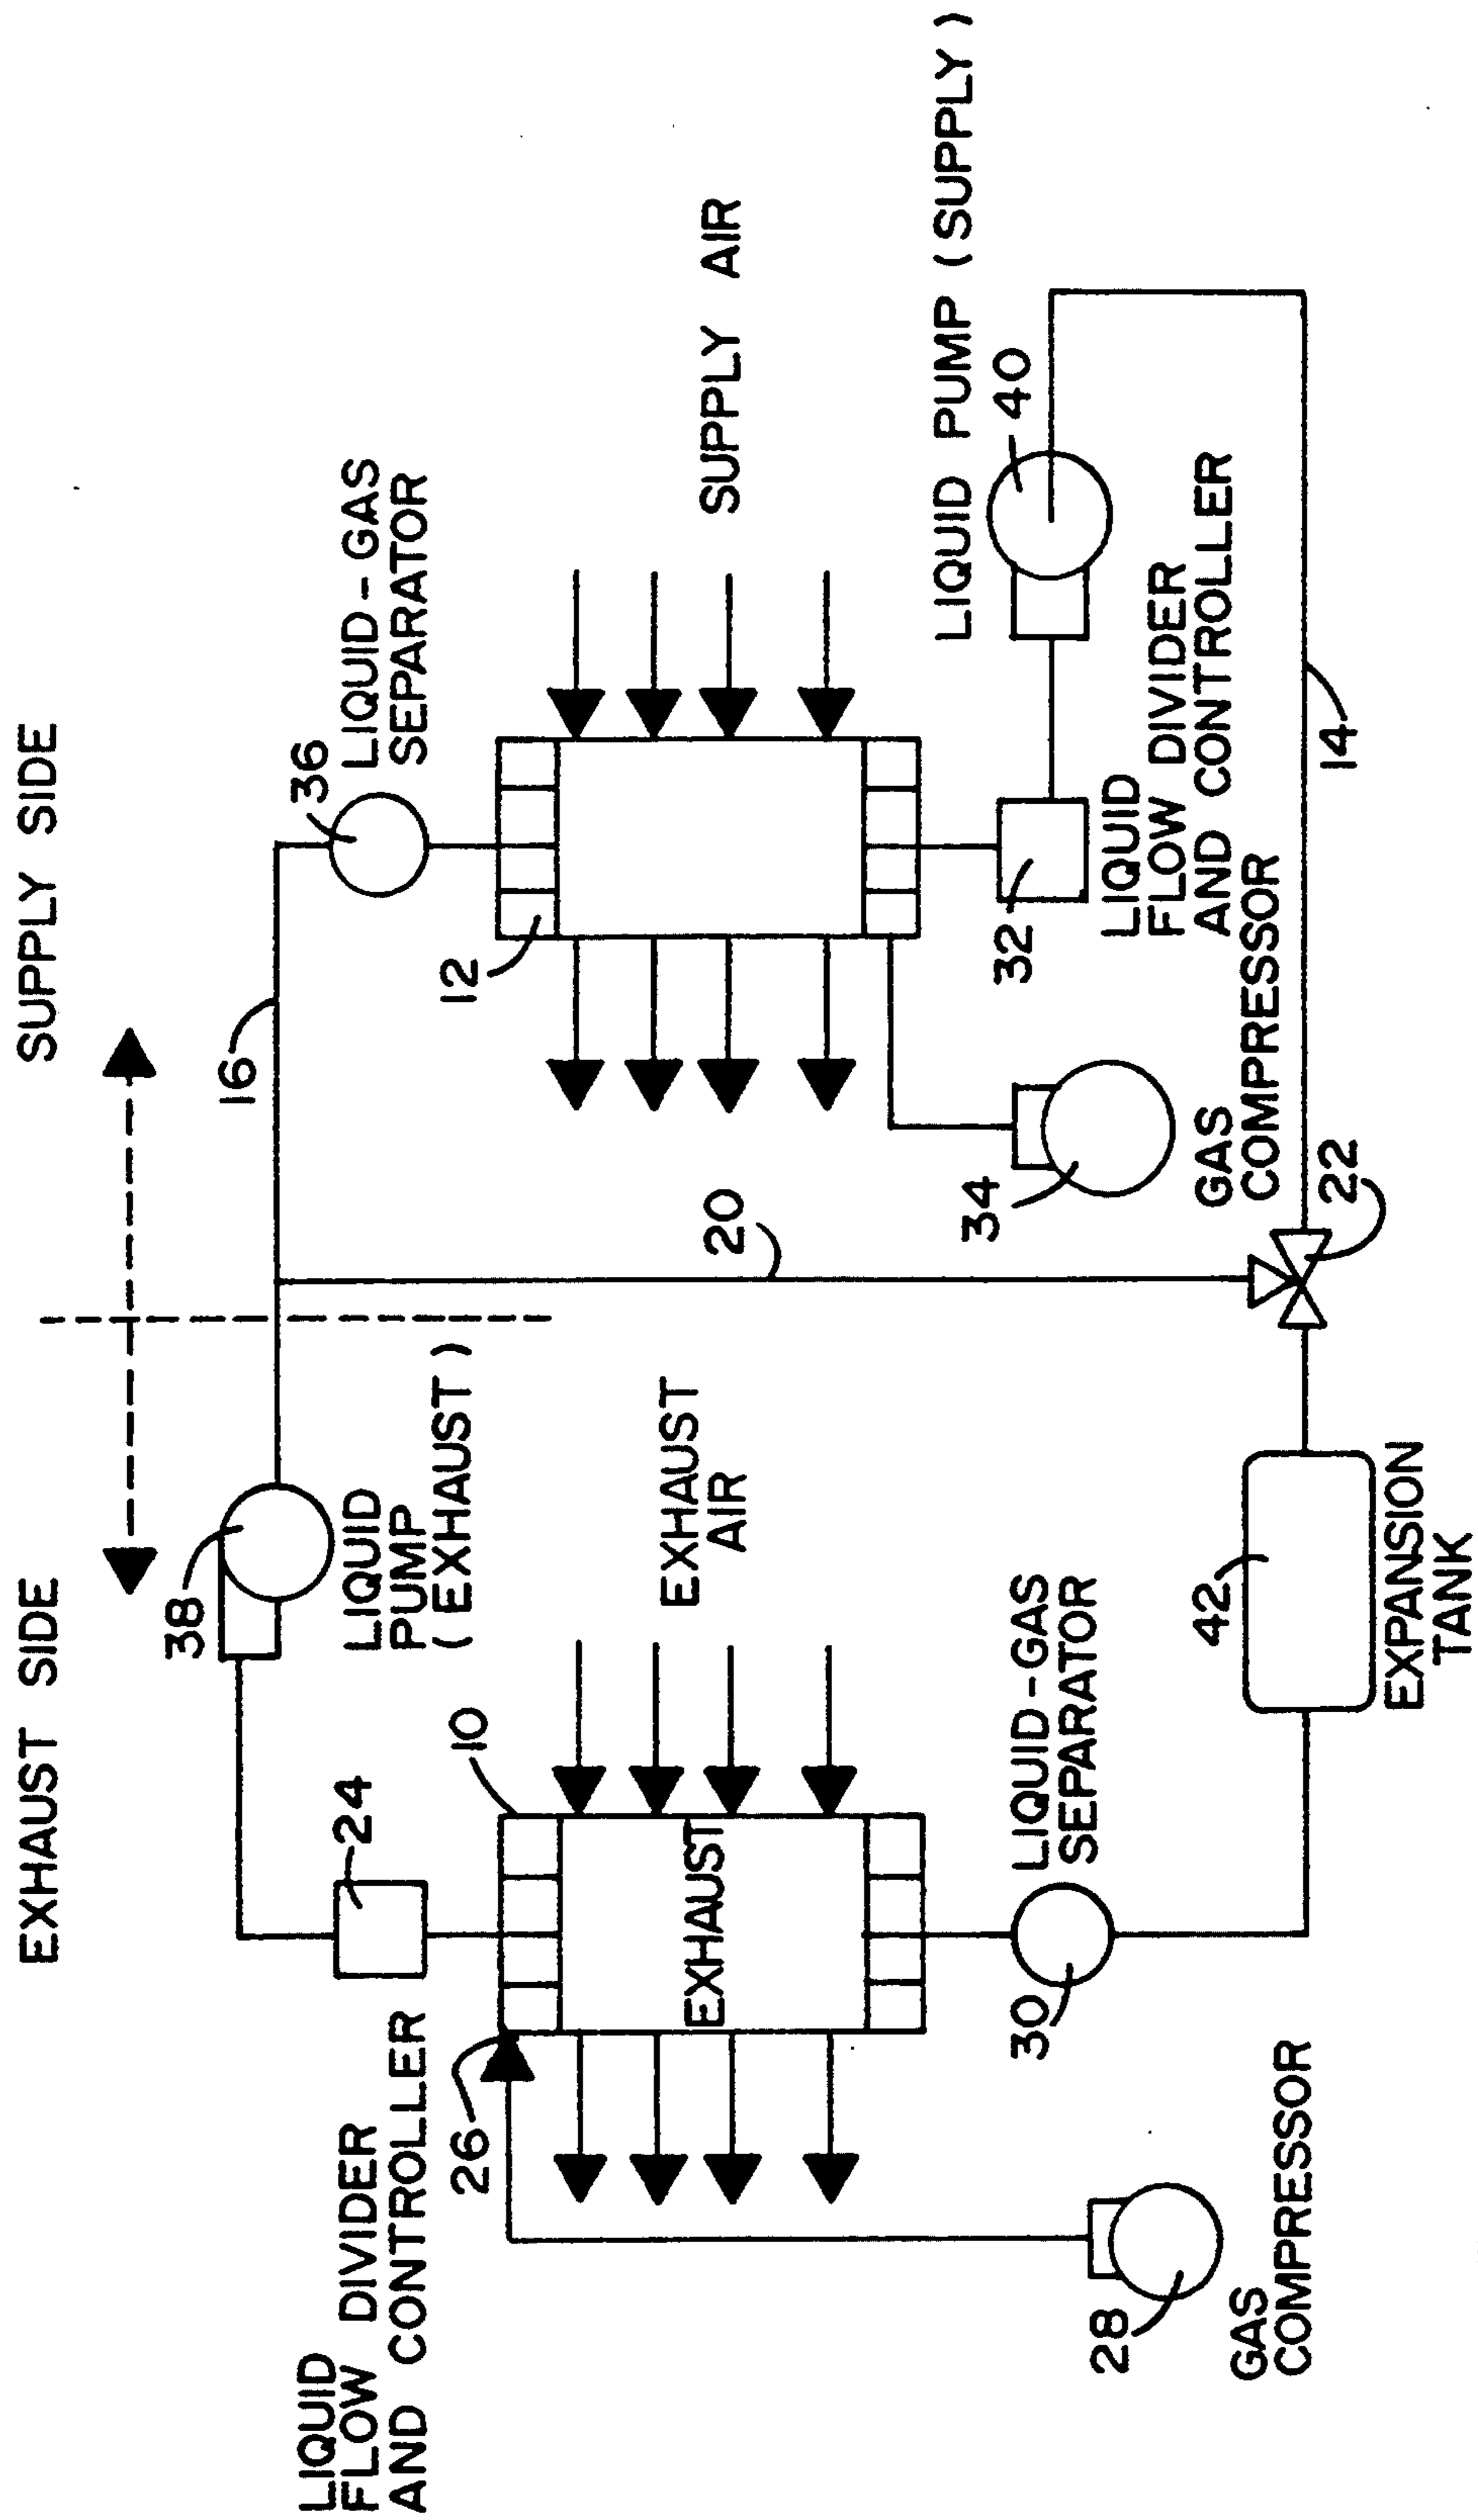 EXHAUST SIDE
SUPPLY SIDE
38
16
36
LIQUID
FLOW DIVIDER
AND CONTROLLER
24
LIQUID
PUMP
(EXHAUST)
LIQUID-GAS
SEPARATOR
26
10
12
EXHAUST
EXHAUST
AIR
20
SUPPLY AIR
LIQUID PUMP (SUPPLY)
30
LIQUID-GAS
SEPARATOR
34
32
40
28
GAS
COMPRESSOR
42
EXPANSION
TANK
GAS
COMPRESSOR
LIQUID
FLOW DIVIDER
AND CONTROLLER
22
14